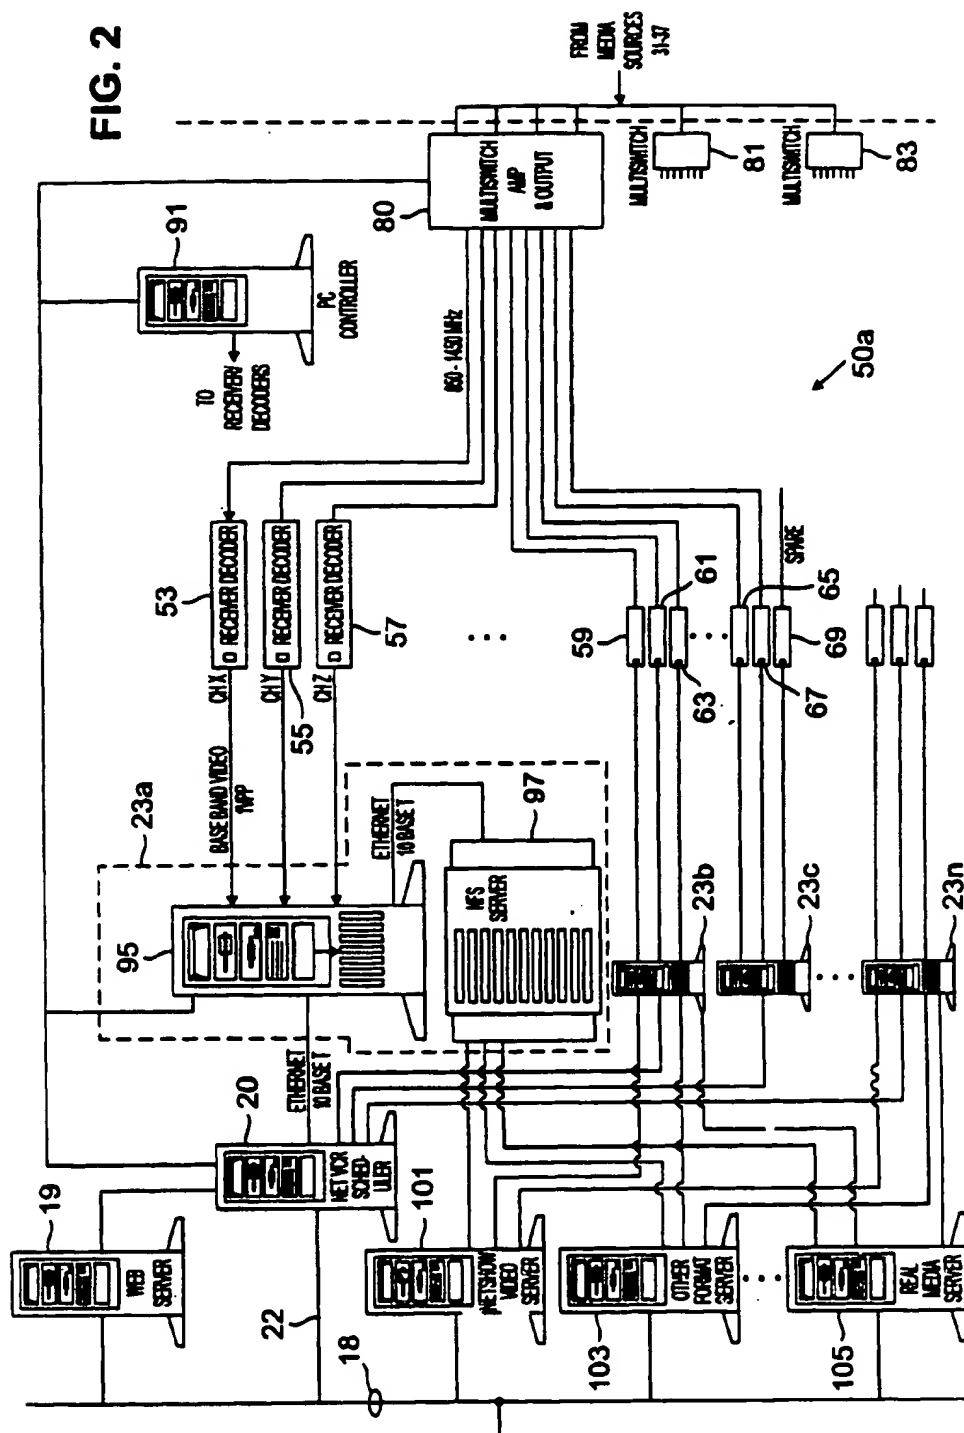 FIG. 2
FROM
MEDIA
SOURCES
31-37
MULTISWITCH
AMP
& OUTPUT
80
MULTISWITCH
81
MULTISWITCH
83
91
PC
CONTROLLER
TO
RECEIVER/
DECODERS
950 - 1450 MHz
50a
53
RECEIVER DECODER
RECEIVER DECODER
RECEIVER DECODER
55
57
CH X
CH Y
CH Z
BASE BAND VIDEO
1VPP
59
61
63
65
67
69
SPARE
23a
95
ETHERNET
10 BASE T
NFS
SERVER
97
23b
23c
23n
ETHERNET
10 BASE T
20
NET VCR
SCHED-
ULER
19
WEB
SERVER
22
18
101
NETSHOW
VIDEO
SERVER
103
OTHER
FORMAT
SERVER
105
REAL
MEDIA
SERVER